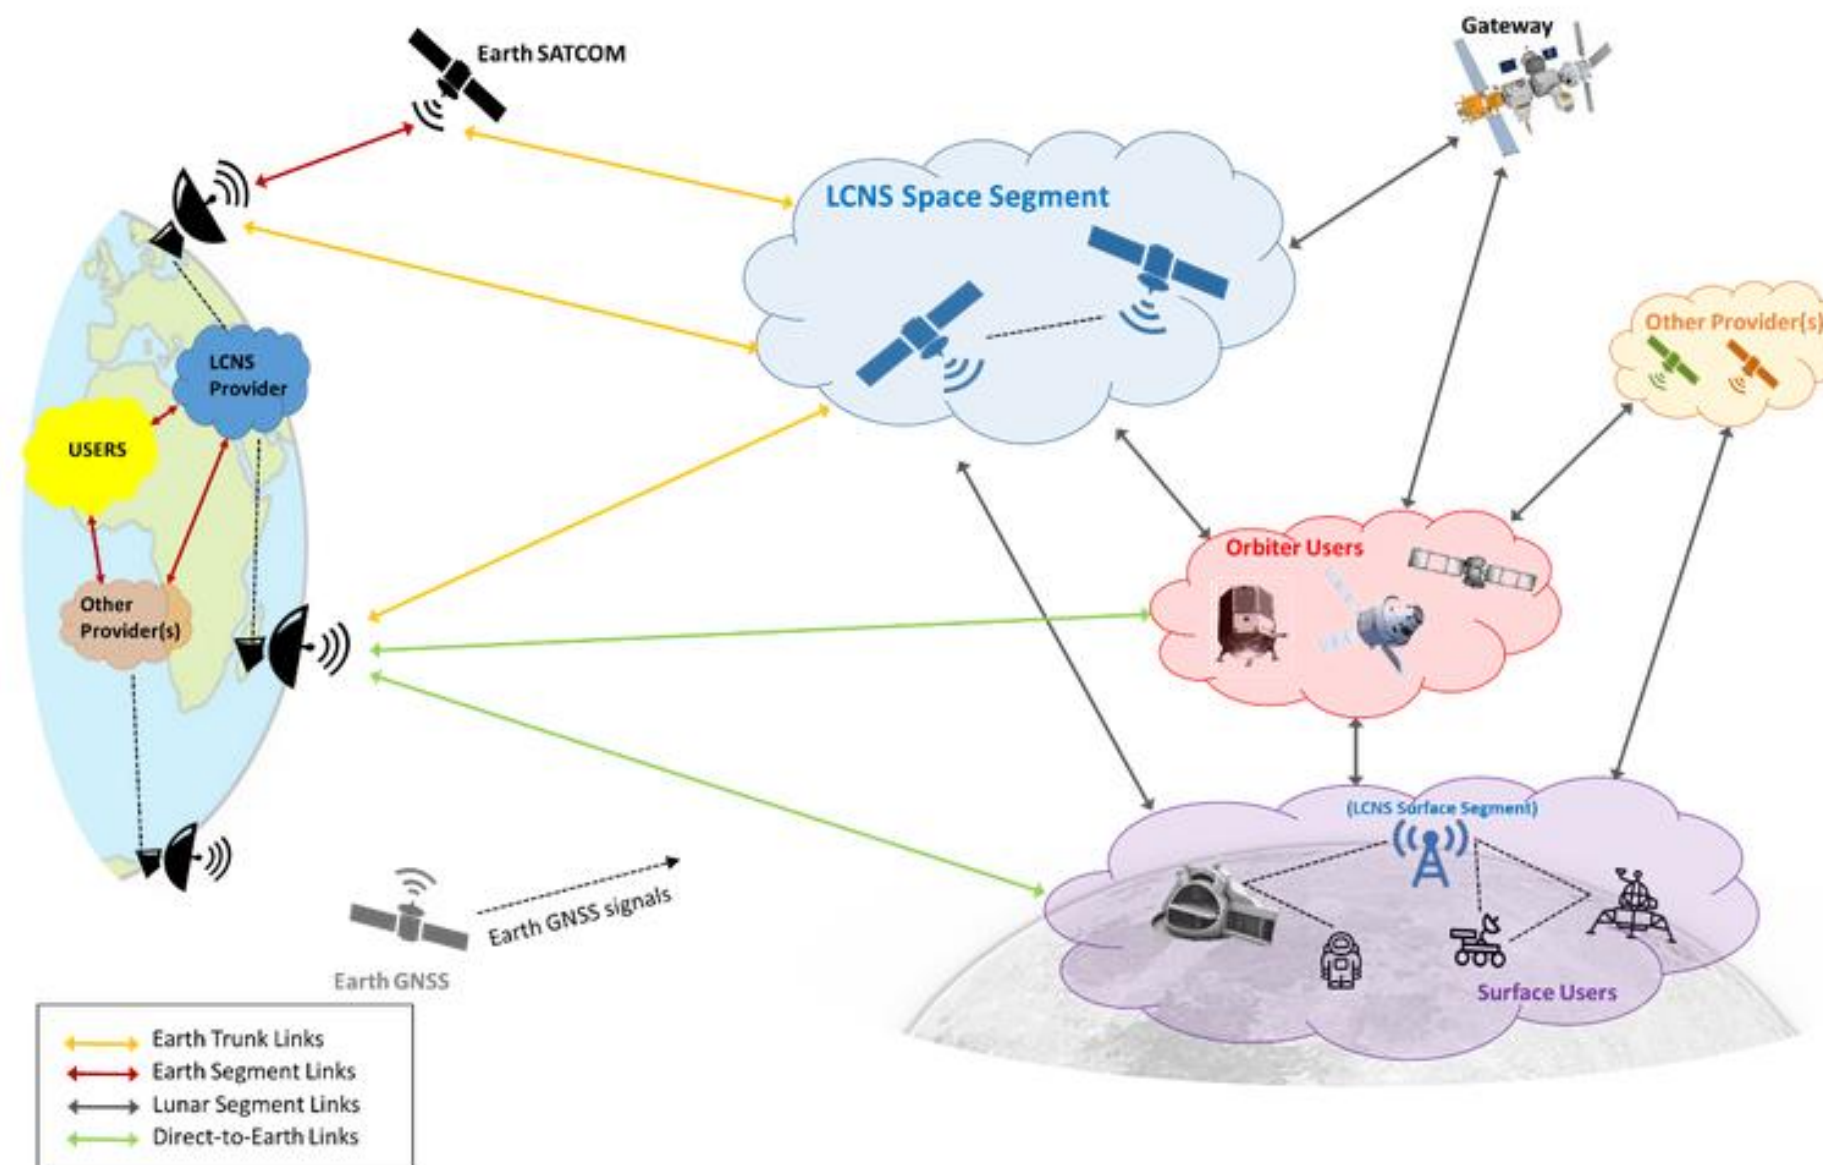 Gateway
Earth SATCOM
LCNS Space Segment
Other Provider(s)
LCNS
Provider
USERS
Orbiter Users
Other
Provider(s)
(LCNS Surface Segment)
Earth GNSS signals
Earth GNSS
Surface Users
Earth Trunk Links
Earth Segment Links
Lunar Segment Links
Direct-to-Earth Links